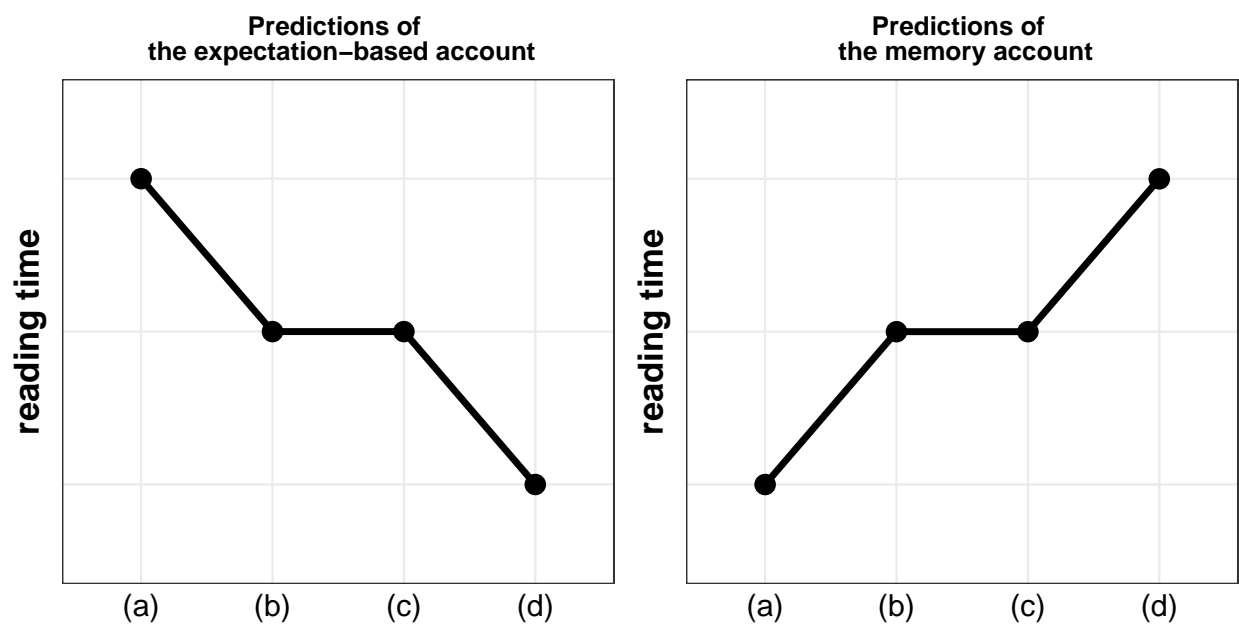 Predictions of
the expectation−based account
reading time
(a) (b) (c) (d)
Predictions of
the memory account
reading time
(a) (b) (c) (d)